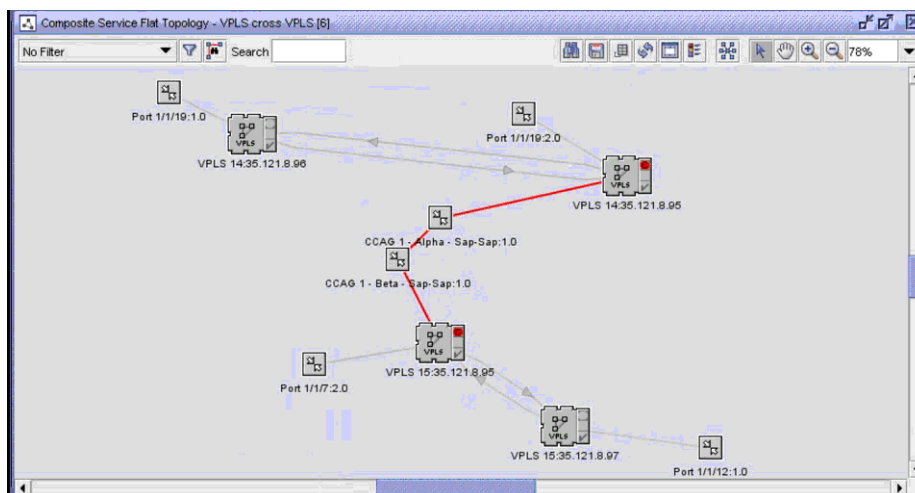 Composite Service Flat Topology - VPLS cross VPLS [6]
No Filter
Search
78%
Port 1/1/19:1.0
VPLS
VPLS 14:35.121.8.96
Port 1/1/19:2.0
VPLS
VPLS 14:35.121.8.95
CCAG 1 - Alpha - Sap-Sap:1.0
CCAG 1 - Beta - Sap-Sap:1.0
VPLS
VPLS 15:35.121.8.95
Port 1/1/7:2.0
VPLS
VPLS 15:35.121.8.97
Port 1/1/12:1.0